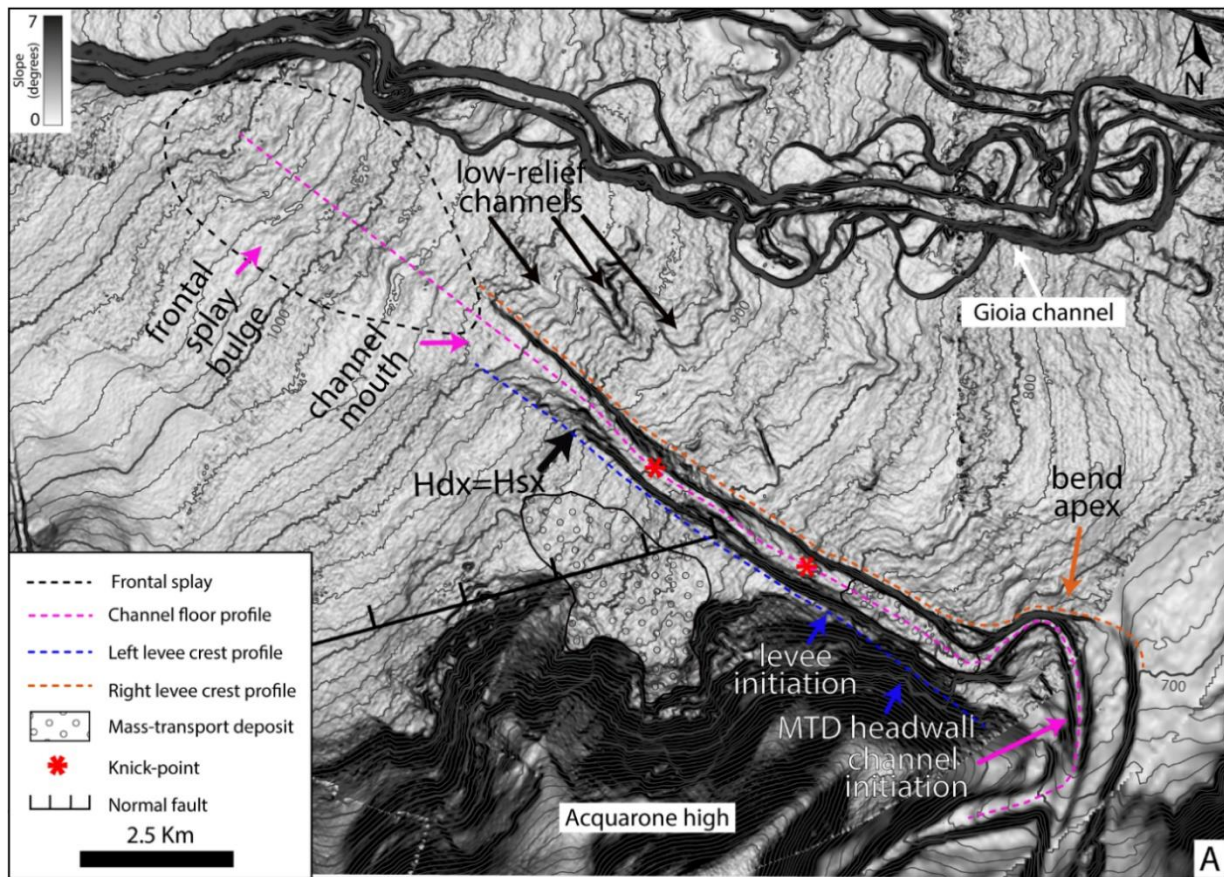 7
Slope
(degrees)
0
N
low-relief
channels
frontal
splay
bulge
1000
channel
mouth
900
Gioia channel
800
Hdx=Hsx
bend
apex
700
levee
initiation
MTD headwall
channel
initiation
Acquarone high
Frontal splay
Channel floor profile
Left levee crest profile
Right levee crest profile
Mass-transport deposit
Knick-point
Normal fault
2.5 Km
A